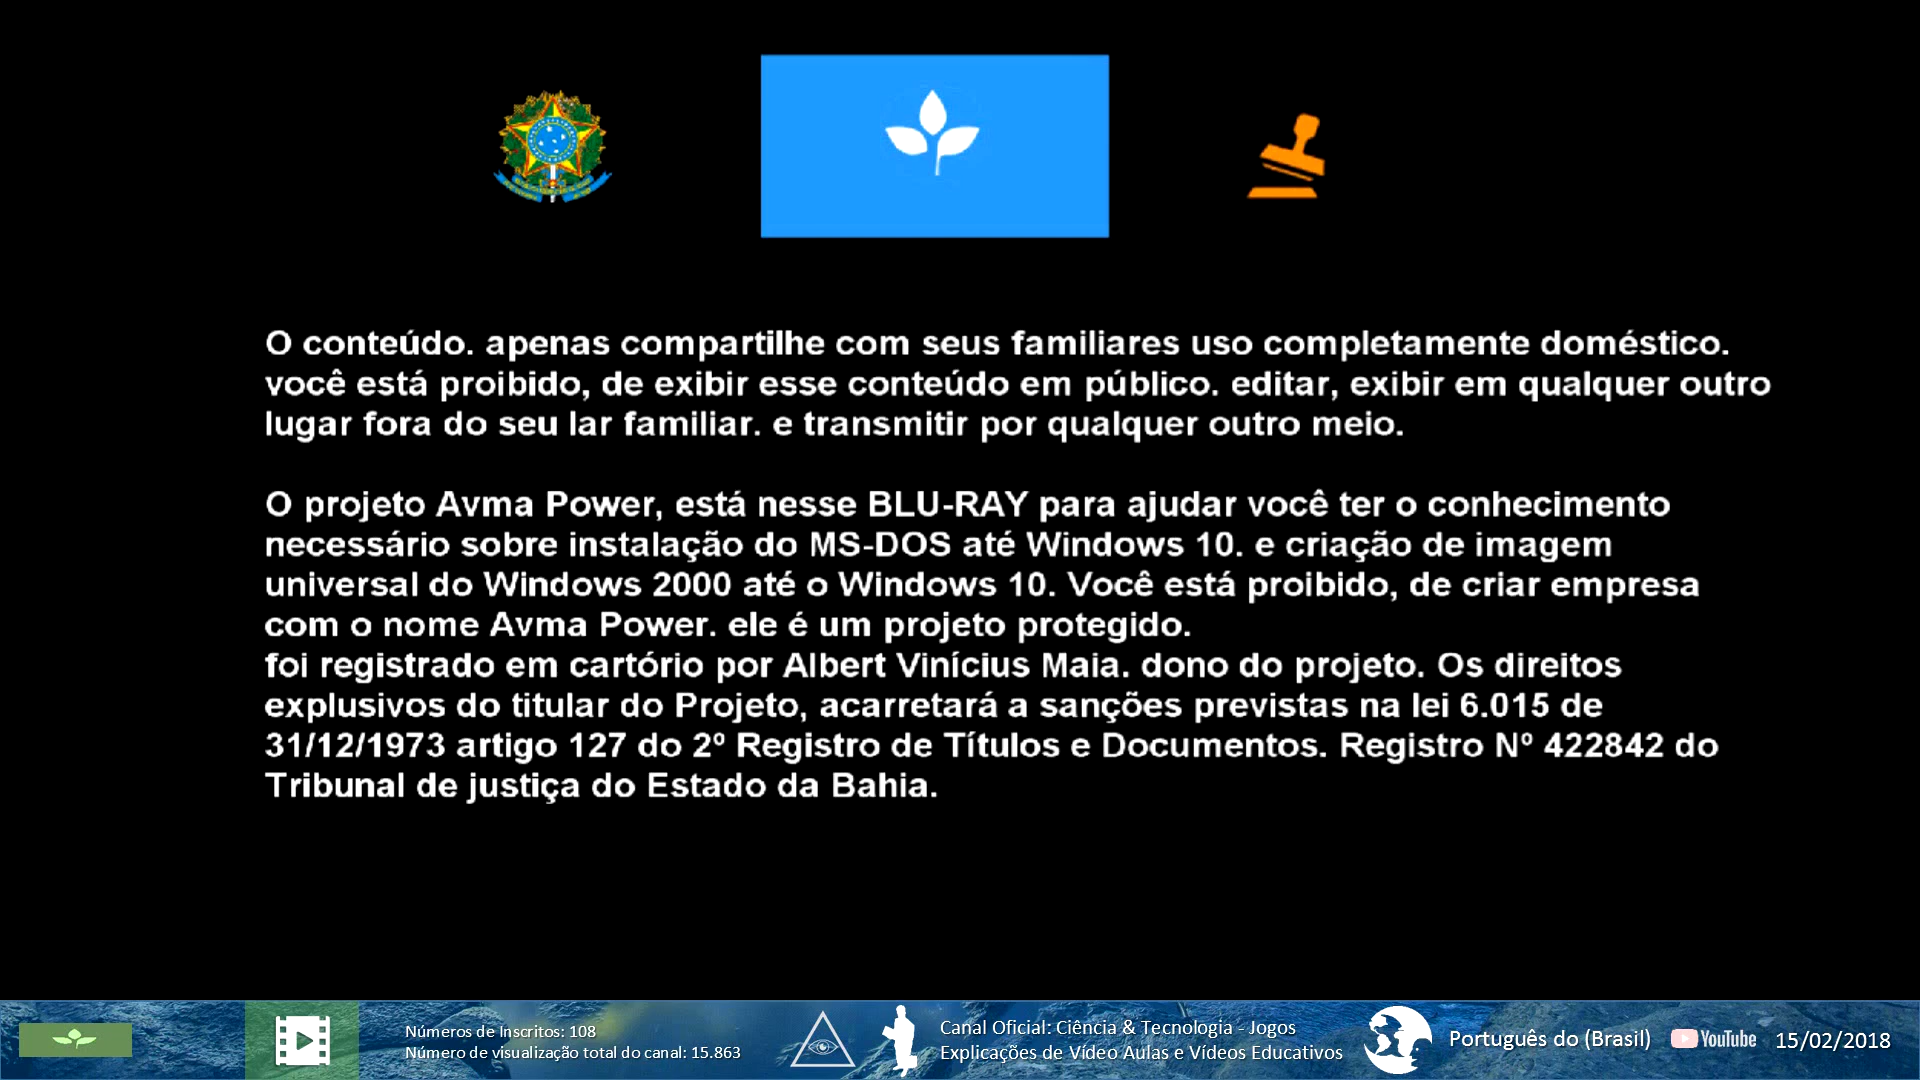 O conteúdo. apenas compartilhe com seus familiares uso completamente doméstico.
você está proibido, de exibir esse conteúdo em público. editar, exibir em qualquer outro
lugar fora do seu lar familiar. e transmitir por qualquer outro meio.
O projeto Avma Power, está nesse BLU-RAY para ajudar você ter o conhecimento
necessário sobre instalação do MS-DOS até Windows 10. e criação de imagem
universal do Windows 2000 até o Windows 10. Você está proibido, de criar empresa
com o nome Avma Power. ele é um projeto protegido.
foi registrado em cartório por Albert Vinícius Maia. dono do projeto. Os direitos
explusivos do titular do Projeto, acarretará a sanções previstas na lei 6.015 de
31/12/1973 artigo 127 do 2º Registro de Títulos e Documentos. Registro Nº 422842 do
Tribunal de justiça do Estado da Bahia.
Números de Inscritos: 108
Número de visualização total do canal: 15.863
Canal Oficial: Ciência & Tecnologia - Jogos
Explicações de Vídeo Aulas e Vídeos Educativos
Português do (Brasil)
YouTube
15/02/2018